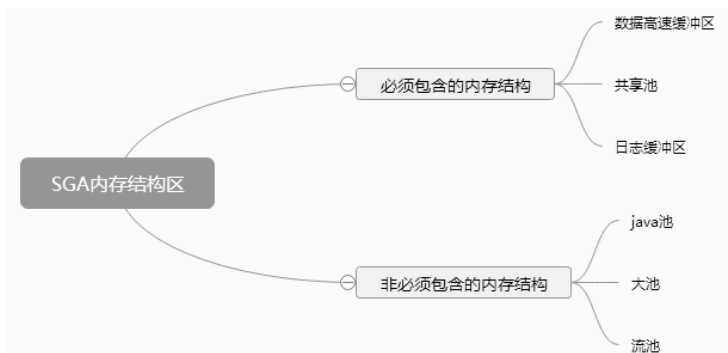 SGA内存结构区
必须包含的内存结构
数据高速缓冲区
共享池
日志缓冲区
非必须包含的内存结构
java池
大池
流池